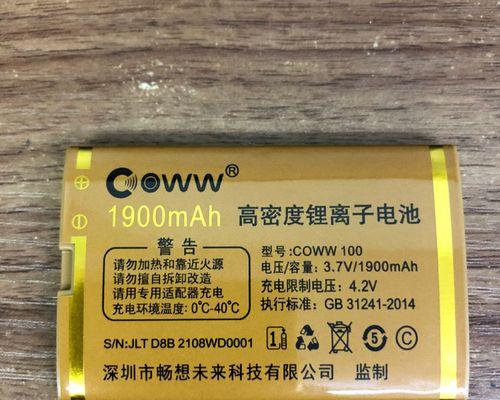 COWW®
1900mAh 高密度锂离子电池
警告
请勿加热和靠近火源
请勿擅自拆卸改造
请用专用适配器充电
充电环境温度: 0℃-40℃
型号: COWW 100
电压/容量: 3.7V/1900mAh
充电限制电压: 4.2V
执行标准: GB 31241-2014
S/N:JLT D8B 2108WD0001
深圳市畅想未来科技有限公司 监制